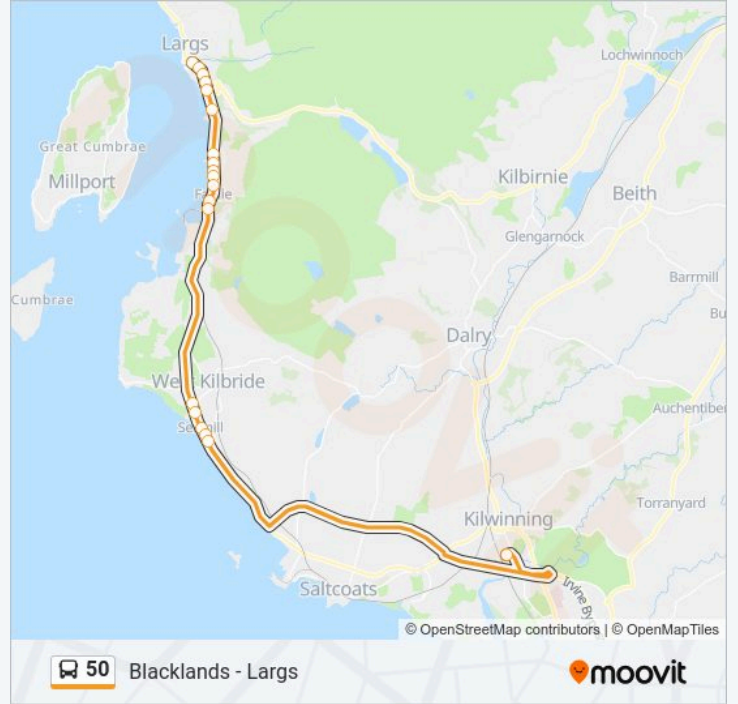 Largs
Lochwinnoch
Great Cumbrae
Millport
Kilbirnie
Beith
Glengarnock
Barrmill
Cumbrae
Dalry
West Kilbride
Auchentiber
Torranyard
Kilwinning
Saltcoats
Irvine By
© OpenStreetMap contributors | © OpenMapTiles
50 Blacklands - Largs
moovit